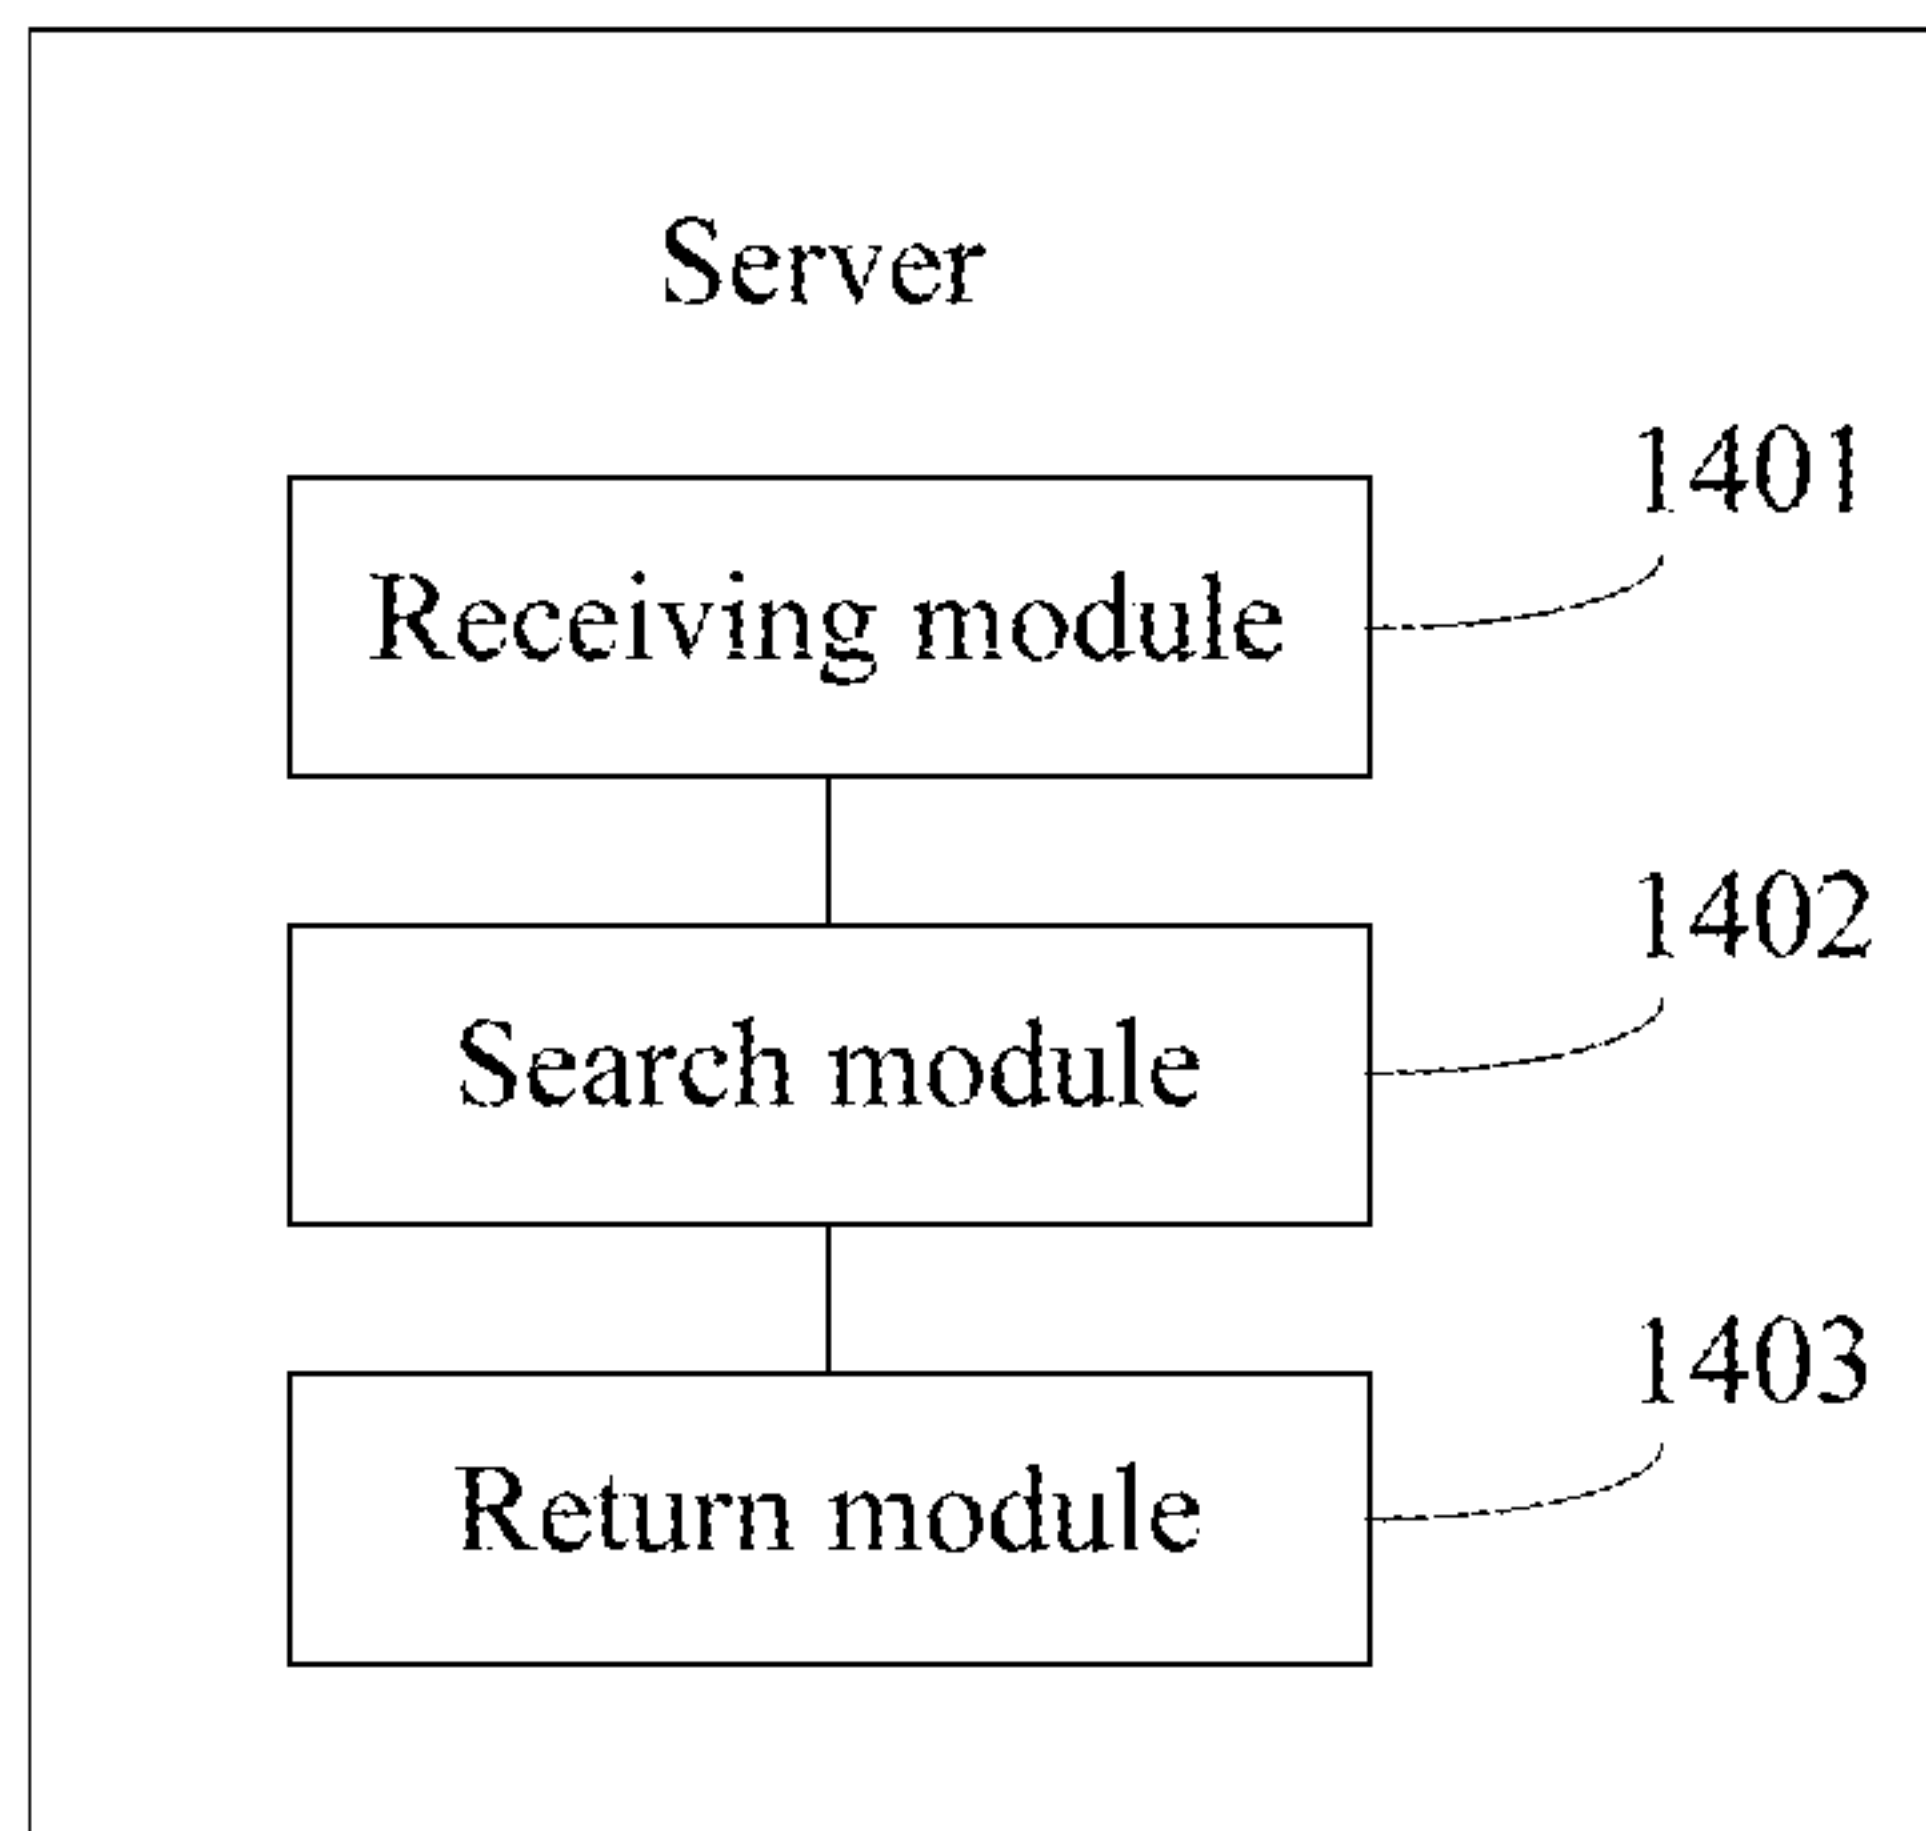 Server
1401
Receiving module
1402
Search module
1403
Return module